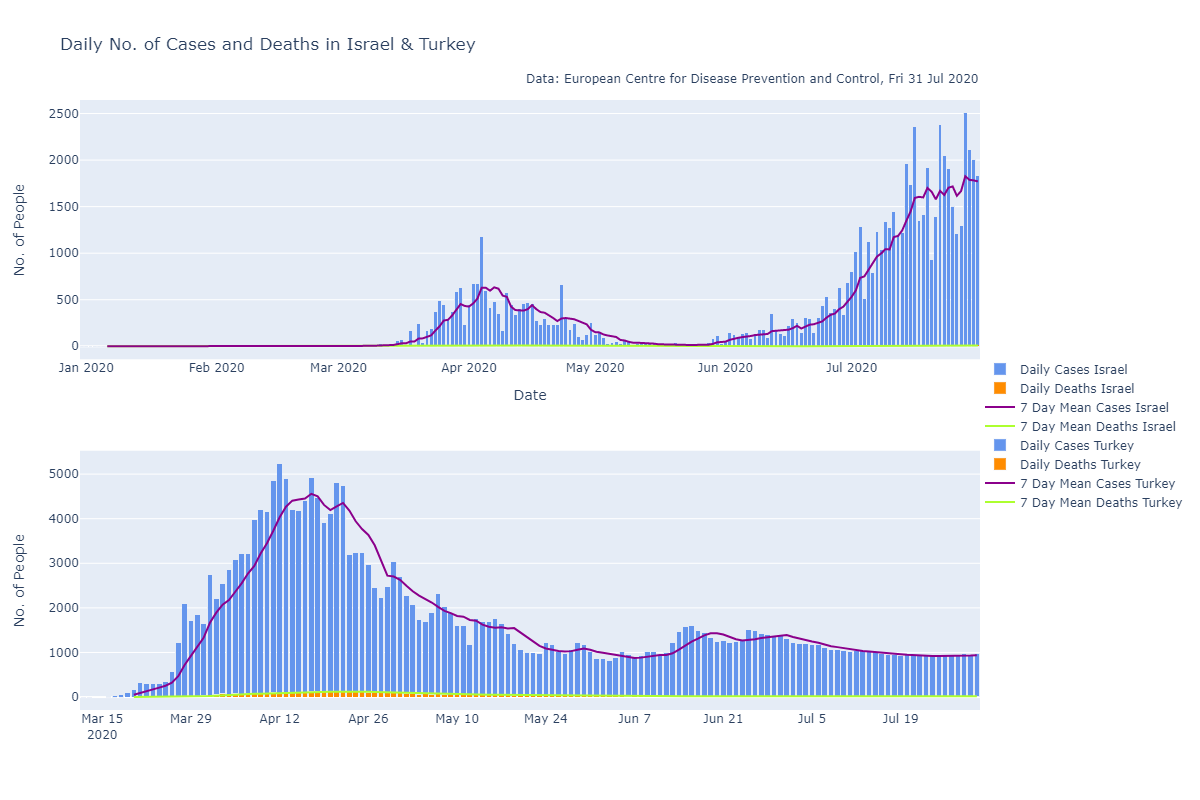 Daily No. of Cases and Deaths in Israel & Turkey
Data: European Centre for Disease Prevention and Control, Fri 31 Jul 2020
No. of People
2500
2000
1500
1000
500
0
Jan 2020 Feb 2020 Mar 2020 Apr 2020 May 2020 Jun 2020 Jul 2020
Date
Daily Cases Israel
Daily Deaths Israel
7 Day Mean Cases Israel
7 Day Mean Deaths Israel
Daily Cases Turkey
Daily Deaths Turkey
7 Day Mean Cases Turkey
7 Day Mean Deaths Turkey
No. of People
5000
4000
3000
2000
1000
0
Mar 15 Mar 29 Apr 12 Apr 26 May 10 May 24 Jun 7 Jun 21 Jul 5 Jul 19
2020